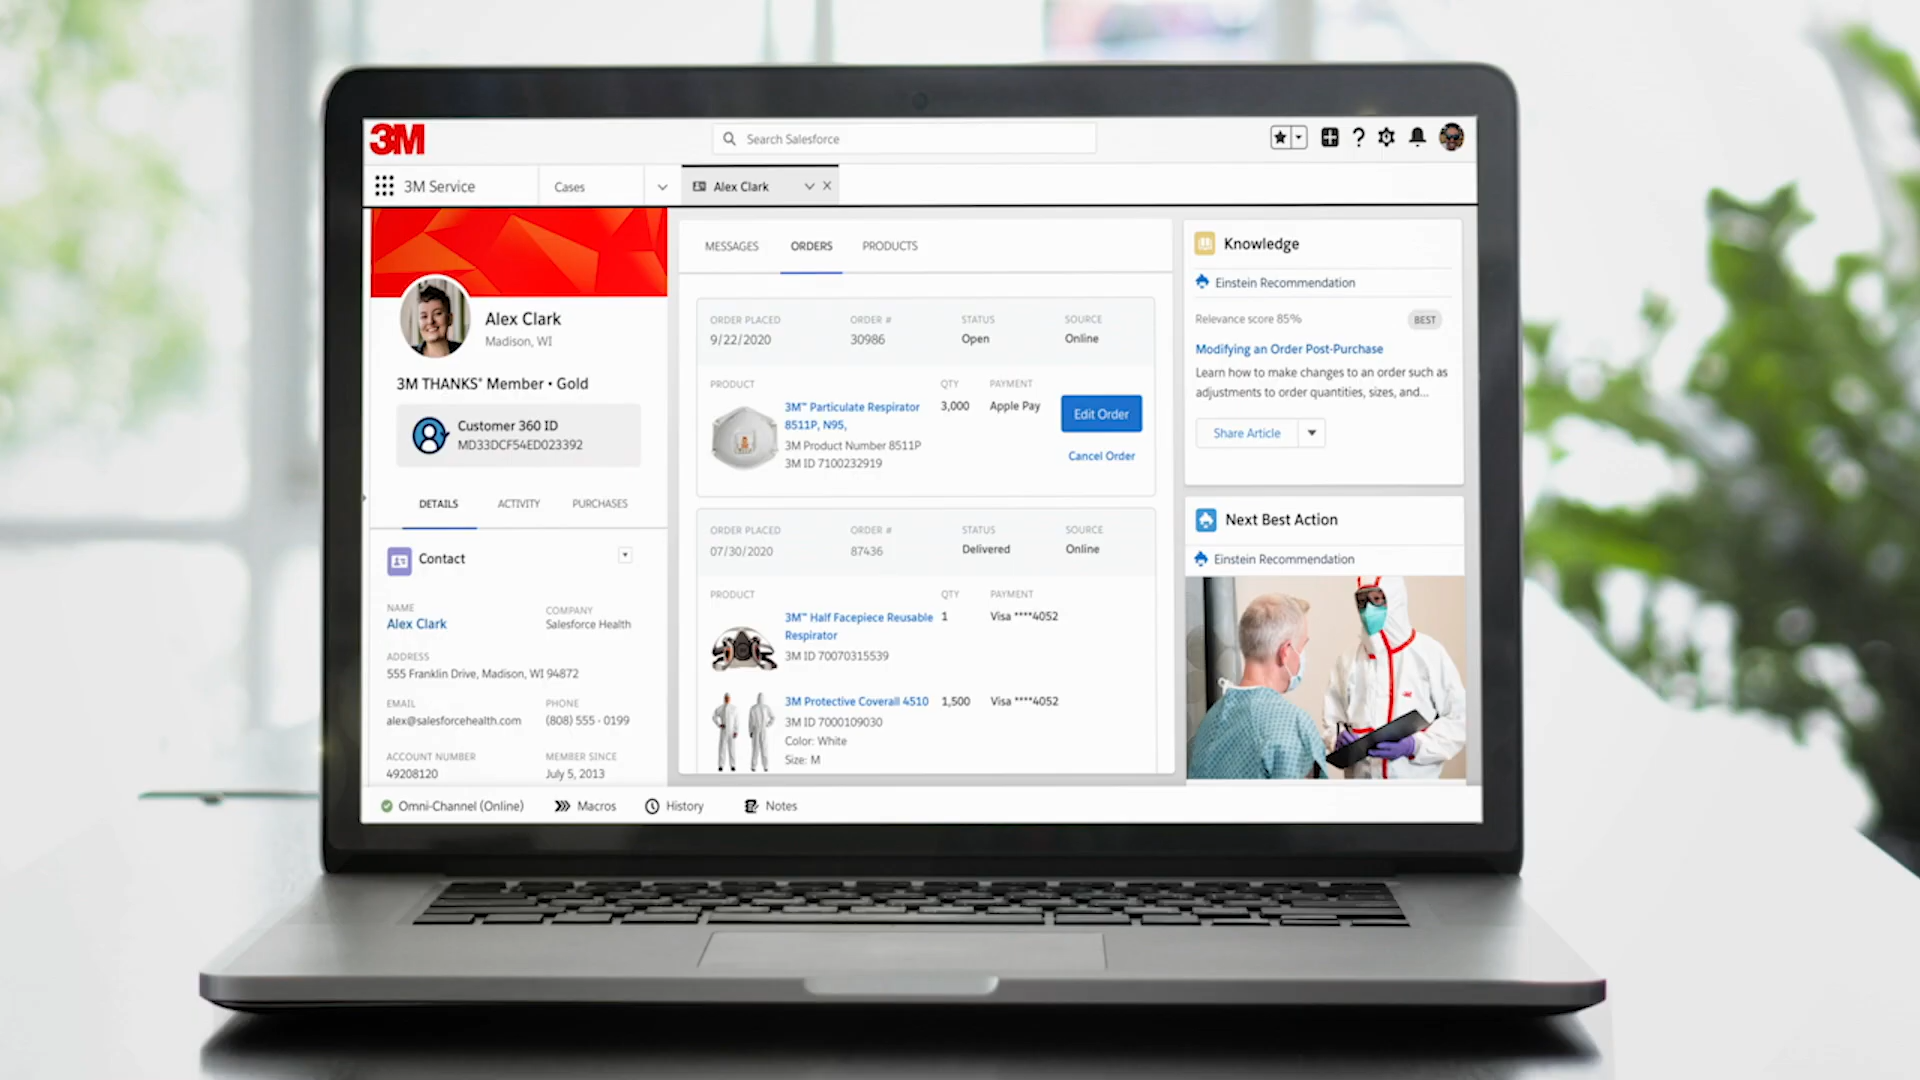 3M
Search Salesforce
3M Service
Cases
Alex Clark
Alex Clark
Madison, WI
3M THANKS* Member • Gold
Customer 360 ID
MD33DCF54ED023392
DETAILS ACTIVITY PURCHASES
Contact
NAME
Alex Clark
COMPANY
Salesforce Health
ADDRESS
555 Franklin Drive, Madison, WI 94872
EMAIL
alex@salesforcehealth.com
PHONE
(808) 555 - 0199
ACCOUNT NUMBER
49208120
MEMBER SINCE
July 5, 2013
MESSAGES ORDERS PRODUCTS
ORDER PLACED ORDER # STATUS SOURCE
9/22/2020 30986 Open Online
PRODUCT QTY PAYMENT
3M™ Particulate Respirator 3,000 Apple Pay
8511P, N95,
3M Product Number 8511P
3M ID 7100232919
Edit Order
Cancel Order
ORDER PLACED ORDER # STATUS SOURCE
07/30/2020 87436 Delivered Online
PRODUCT QTY PAYMENT
3M™ Half Facepiece Reusable 1 Visa ****4052
Respirator
3M ID 70070315539
3M Protective Coverall 4510 1,500 Visa ****4052
3M ID 7000109030
Color: White
Size: M
Knowledge
Einstein Recommendation
Relevance score 85% BEST
Modifying an Order Post-Purchase
Learn how to make changes to an order such as
adjustments to order quantities, sizes, and...
Share Article
Next Best Action
Einstein Recommendation
Omni-Channel (Online) Macros History Notes